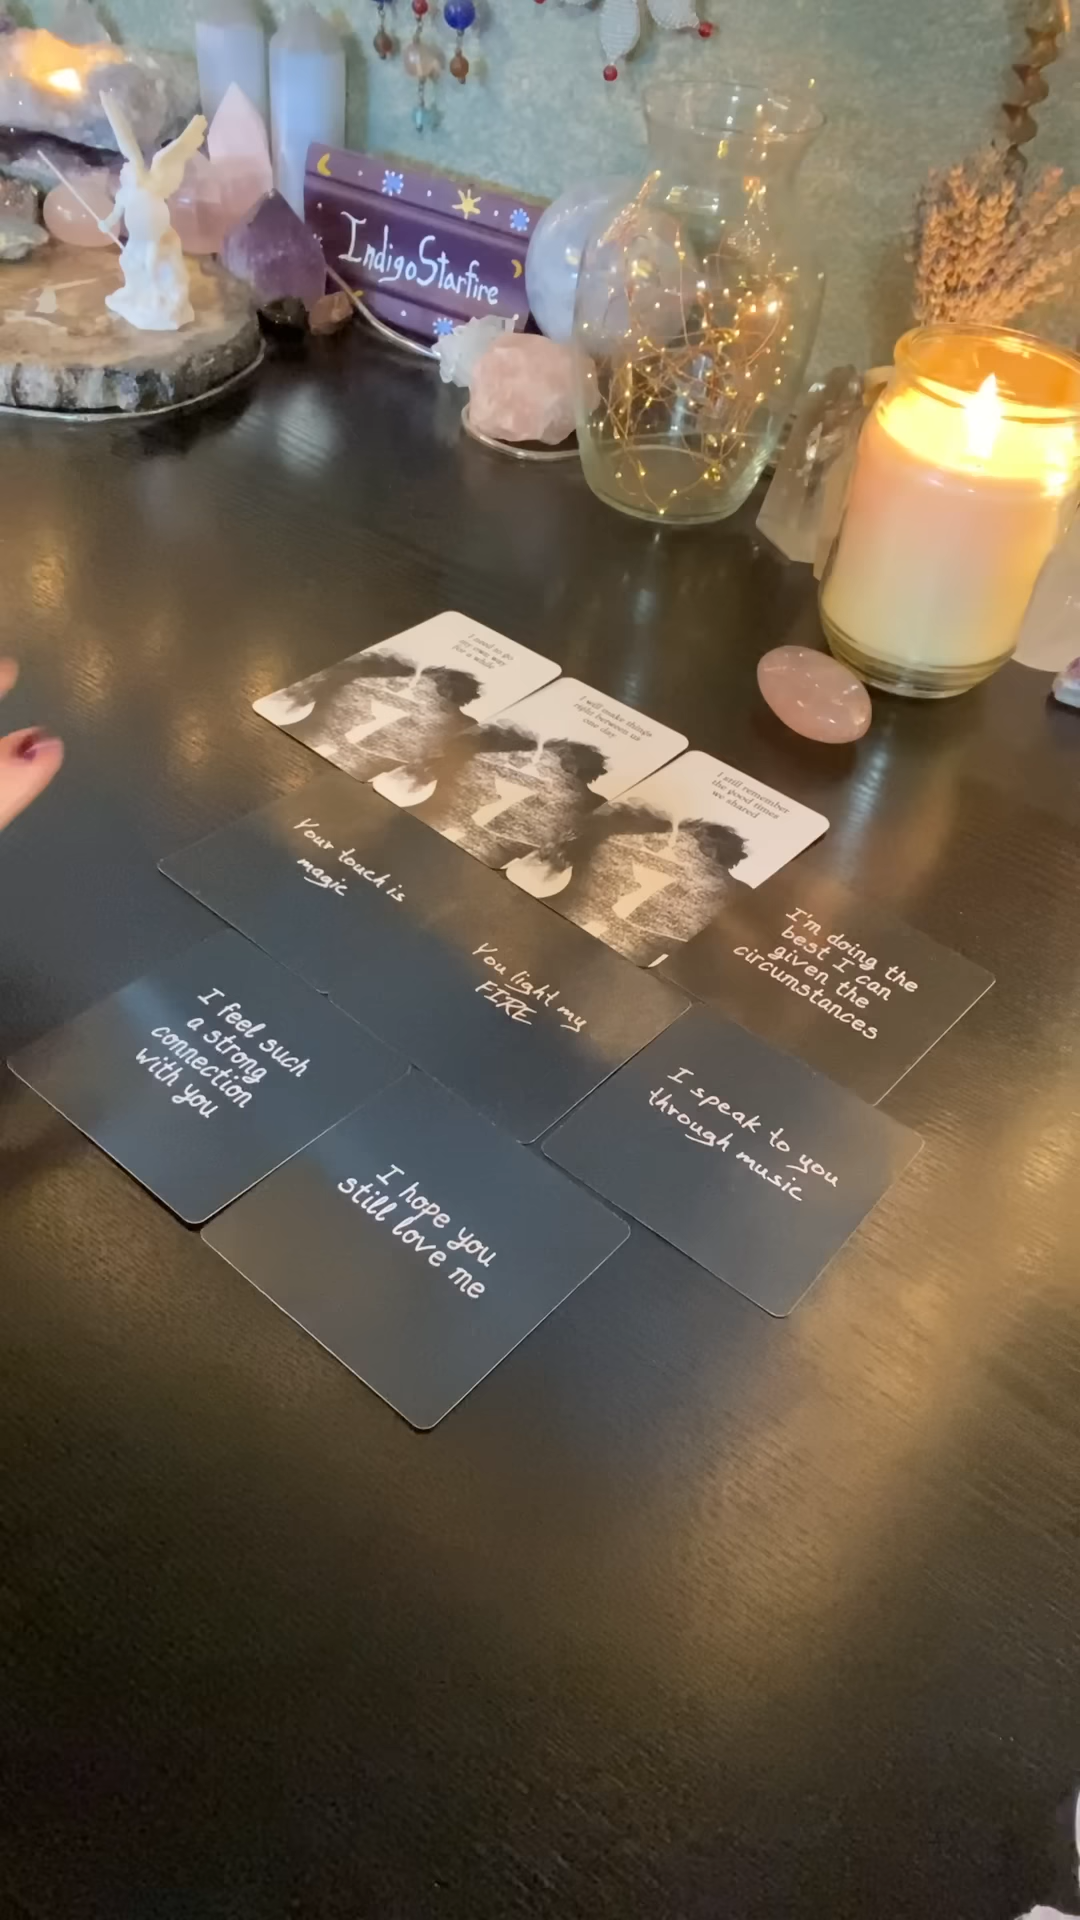 IndigoStarfire
I need to go
my own way
for a while
I will make things
right between us
one day
I still remember
the good times
we shared
Your touch is
magic
You light my
FIRE
I'm doing the
best I can
given the
circumstances
I feel such
a strong
connection
with you
I hope you
still love me
I speak to you
through music